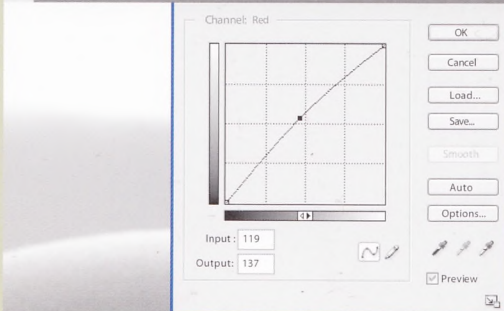 Channel: Red
OK
Cancel
Load...
Save...
Smooth
Auto
Options...
Input: 119
Output: 137
Preview